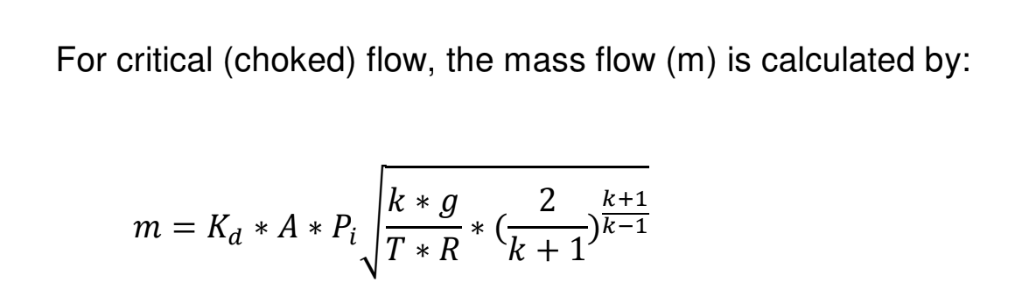 For critical (choked) flow, the mass flow (m) is calculated by:
m = K_d * A * P_i √((k * g)/(T * R) * (2/(k + 1))^((k+1)/(k−1)))